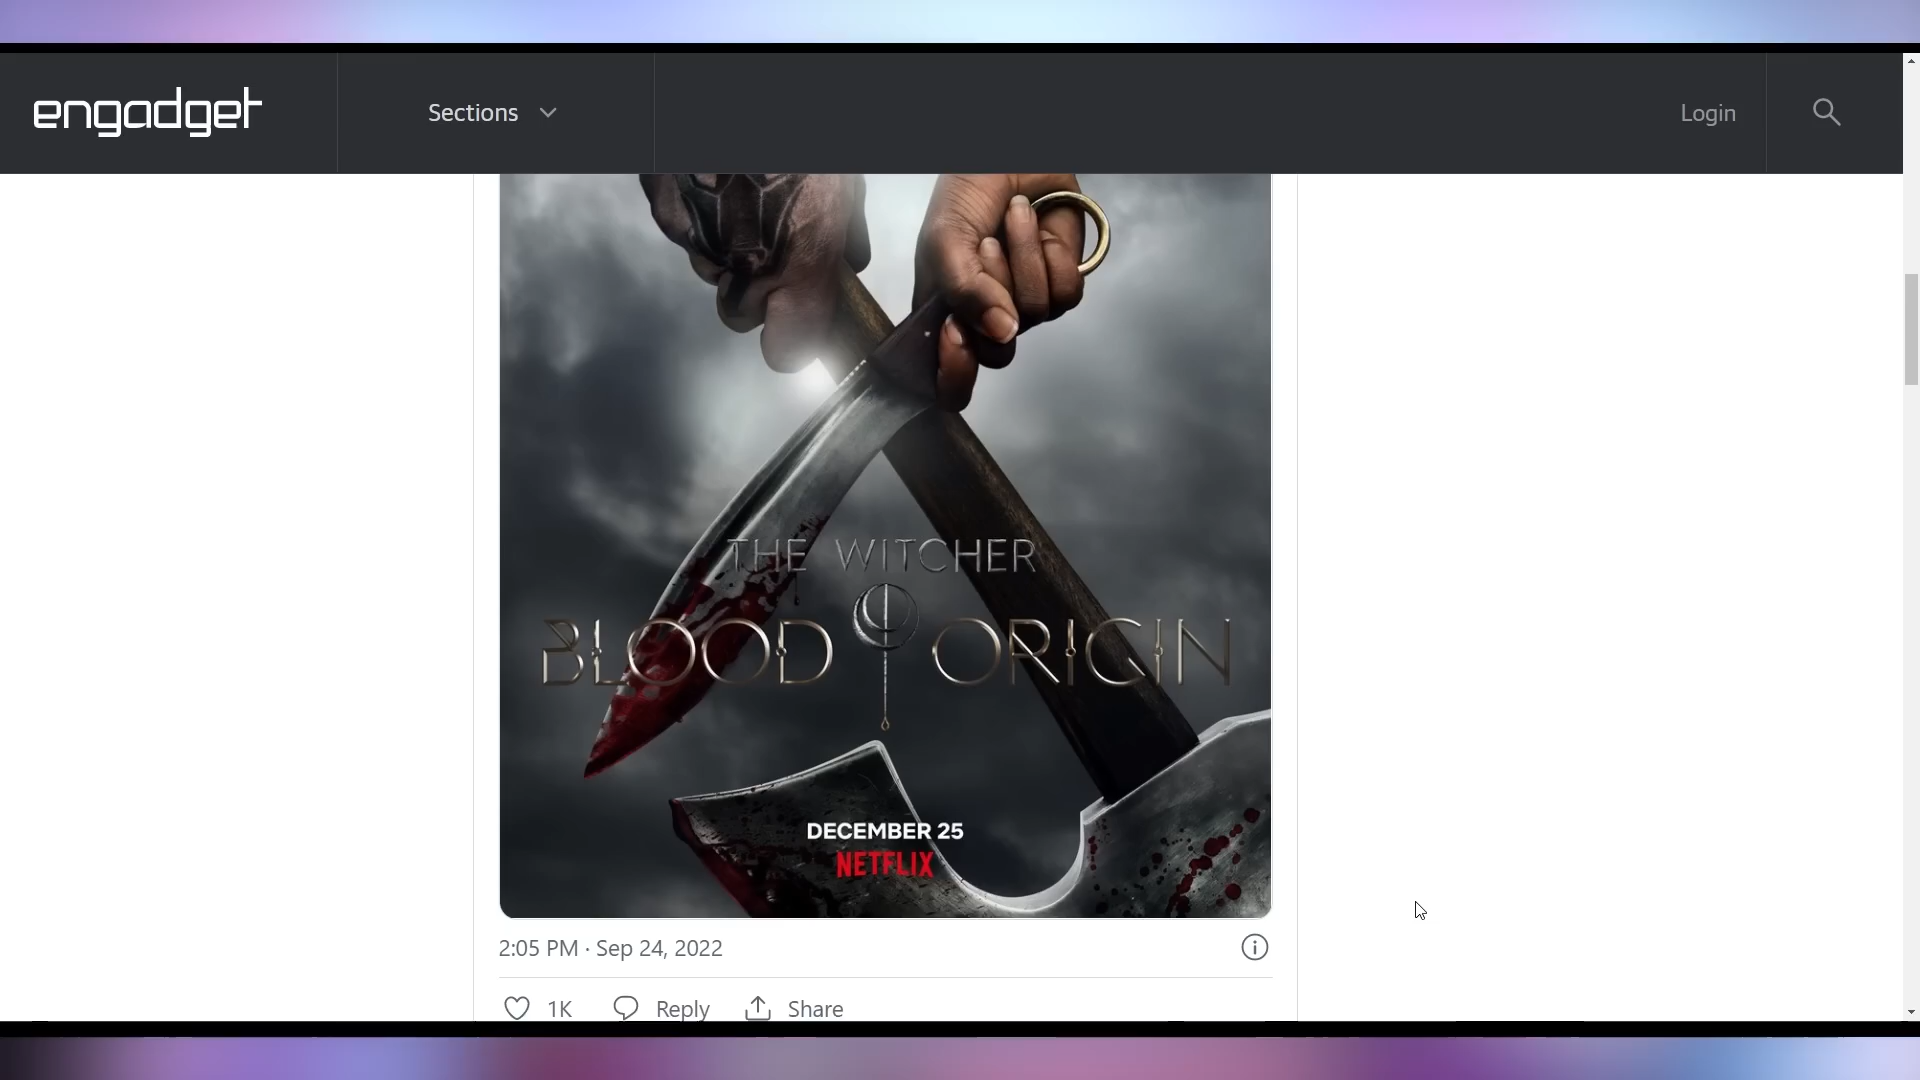 engadget
Sections
Login
THE WITCHER
BLOOD ORIGIN
DECEMBER 25
NETFLIX
2:05 PM · Sep 24, 2022
1K
Reply
Share